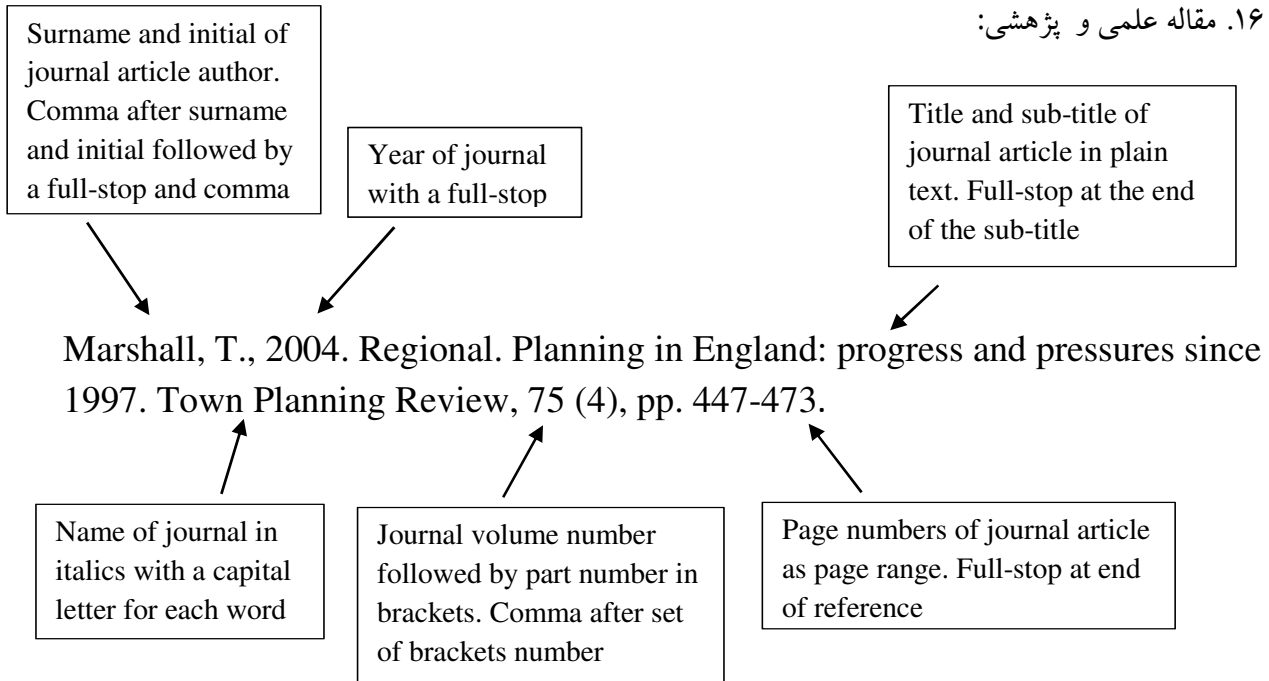 ۱۶. مقاله علمی و پژهشی:
Surname and initial of
journal article author.
Comma after surname
and initial followed by
a full-stop and comma
Year of journal
with a full-stop
Title and sub-title of
journal article in plain
text. Full-stop at the end
of the sub-title
Marshall, T., 2004. Regional. Planning in England: progress and pressures since
1997. Town Planning Review, 75 (4), pp. 447-473.
Name of journal in
italics with a capital
letter for each word
Journal volume number
followed by part number in
brackets. Comma after set
of brackets number
Page numbers of journal article
as page range. Full-stop at end
of reference